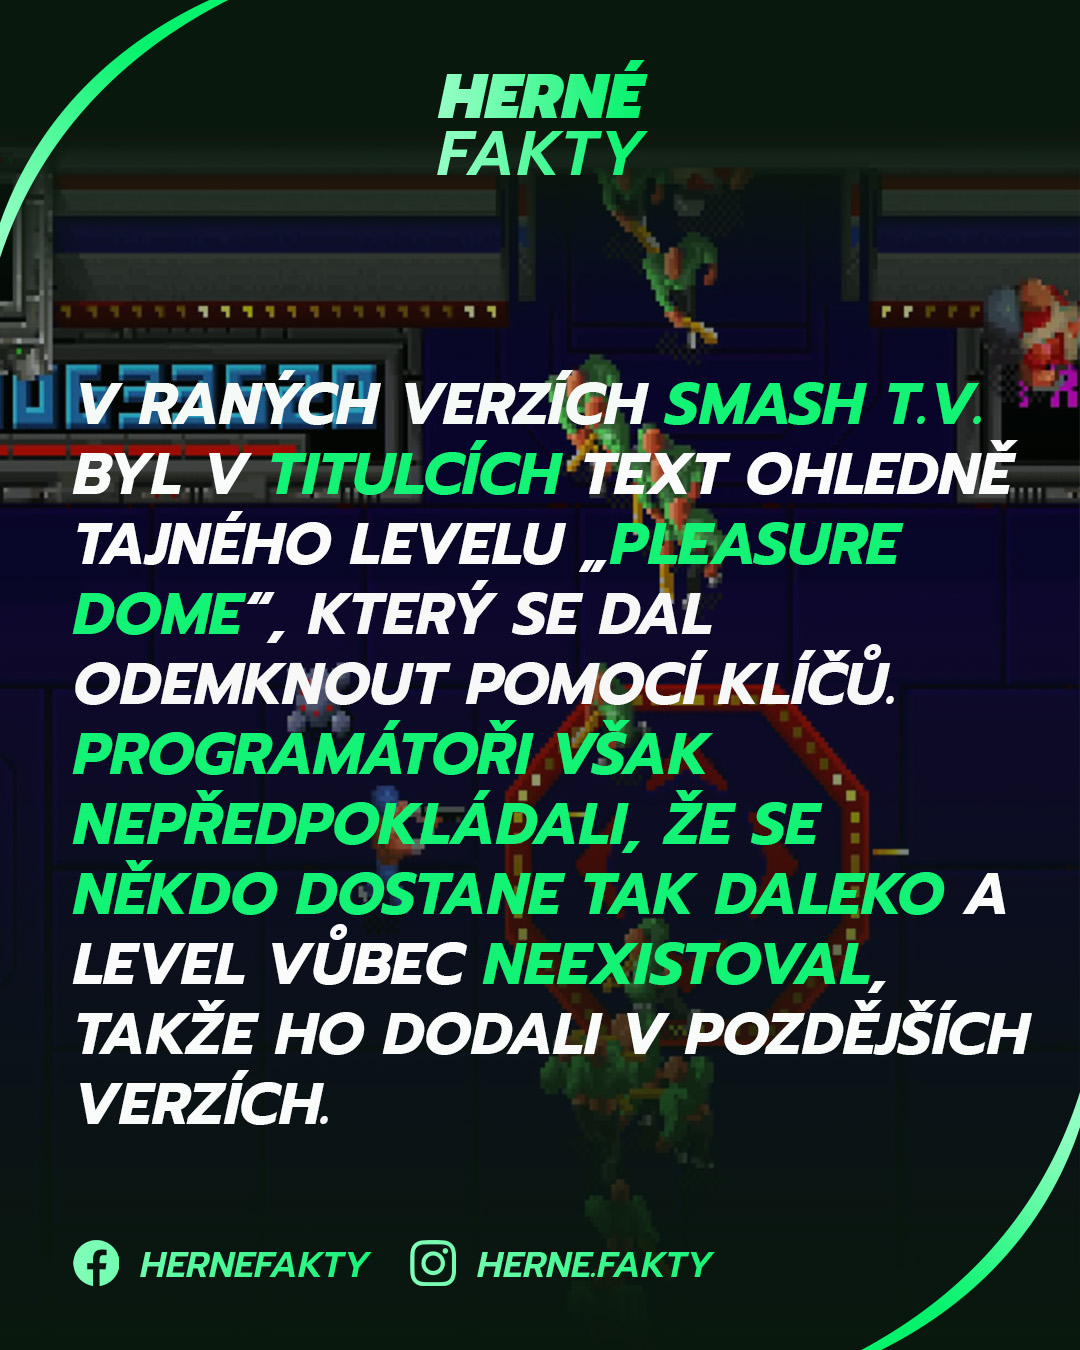 HERNÉ
FAKTY
V RANÝCH VERZÍCH SMASH T.V.
BYL V TITULCÍCH TEXT OHLEDNĚ
TAJNÉHO LEVELU „PLEASURE
DOME“, KTERÝ SE DAL
ODEMKNOUT POMOCÍ KLÍČŮ.
PROGRAMÁTOŘI VŠAK
NEPŘEDPOKLÁDALI, ŽE SE
NĚKDO DOSTANE TAK DALEKO A
LEVEL VŮBEC NEEXISTOVAL,
TAKŽE HO DODALI V POZDĚJŠÍCH
VERZÍCH.
HERNEFAKTY HERNE.FAKTY